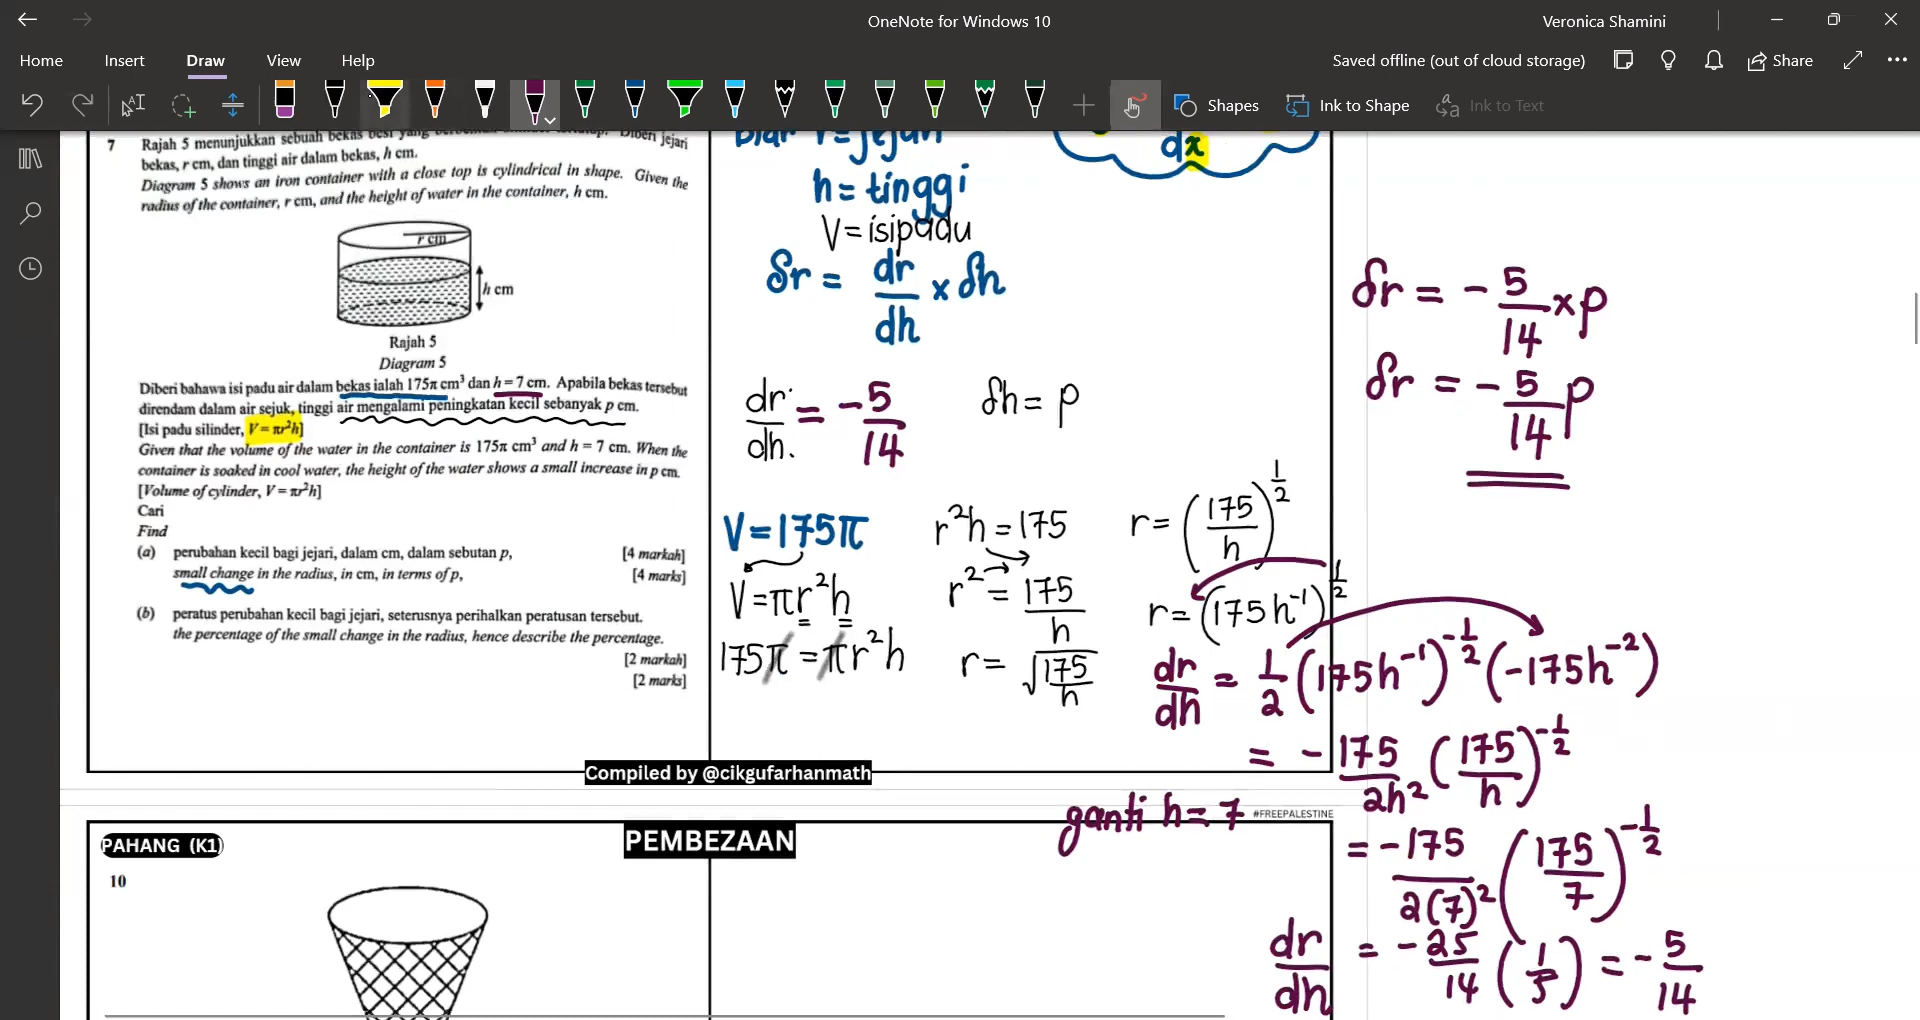 OneNote for Windows 10
Veronica Shamini
Home Insert Draw View Help
Saved offline (out of cloud storage)
Share
Shapes
Ink to Shape
Ink to Text
7 Rajah 5 menunjukkan sebuah bekas besi yang Diberi jejari
bekas, r cm, dan tinggi air dalam bekas, h cm.
Diagram 5 shows an iron container with a close top is cylindrical in shape. Given the
radius of the container, r cm, and the height of water in the container, h cm.
r cm
h cm
Rajah 5
Diagram 5
Diberi bahawa isi padu air dalam bekas ialah 175π cm³ dan h = 7 cm. Apabila bekas tersebut
direndam dalam air sejuk, tinggi air mengalami peningkatan kecil sebanyak p cm.
[Isi padu silinder, V = πr²h]
Given that the volume of the water in the container is 175π cm³ and h = 7 cm. When the
container is soaked in cool water, the height of the water shows a small increase in p cm.
[Volume of cylinder, V = πr²h]
Cari
Find
(a) perubahan kecil bagi jejari, dalam cm, dalam sebutan p, [4 markah]
small change in the radius, in cm, in terms of p, [4 marks]
(b) peratus perubahan kecil bagi jejari, seterusnya perihalkan peratusan tersebut.
the percentage of the small change in the radius, hence describe the percentage.
[2 markah]
[2 marks]
Biar r = jejari
dx
h = tinggi
V = isipadu
δr = dr/dh × δh
dr/dh = -5/14
δh = p
V = 175π
V = πr²h
175π = πr²h
r²h = 175
r² = 175/h
r = √175/h
r = (175/h)^1/2
r = (175h⁻¹)^1/2
dr/dh = 1/2 (175h⁻¹)^-1/2 (-175h⁻²)
= -175/2h² (175/h)^-1/2
ganti h = 7
= -175/2(7)² (175/7)^-1/2
dr/dh = -25/14 (1/5) = -5/14
δr = -5/14 × p
δr = -5/14 p
Compiled by @cikgufarhanmath
#FREEPALESTINE
PAHANG (K1)
PEMBEZAAN
10